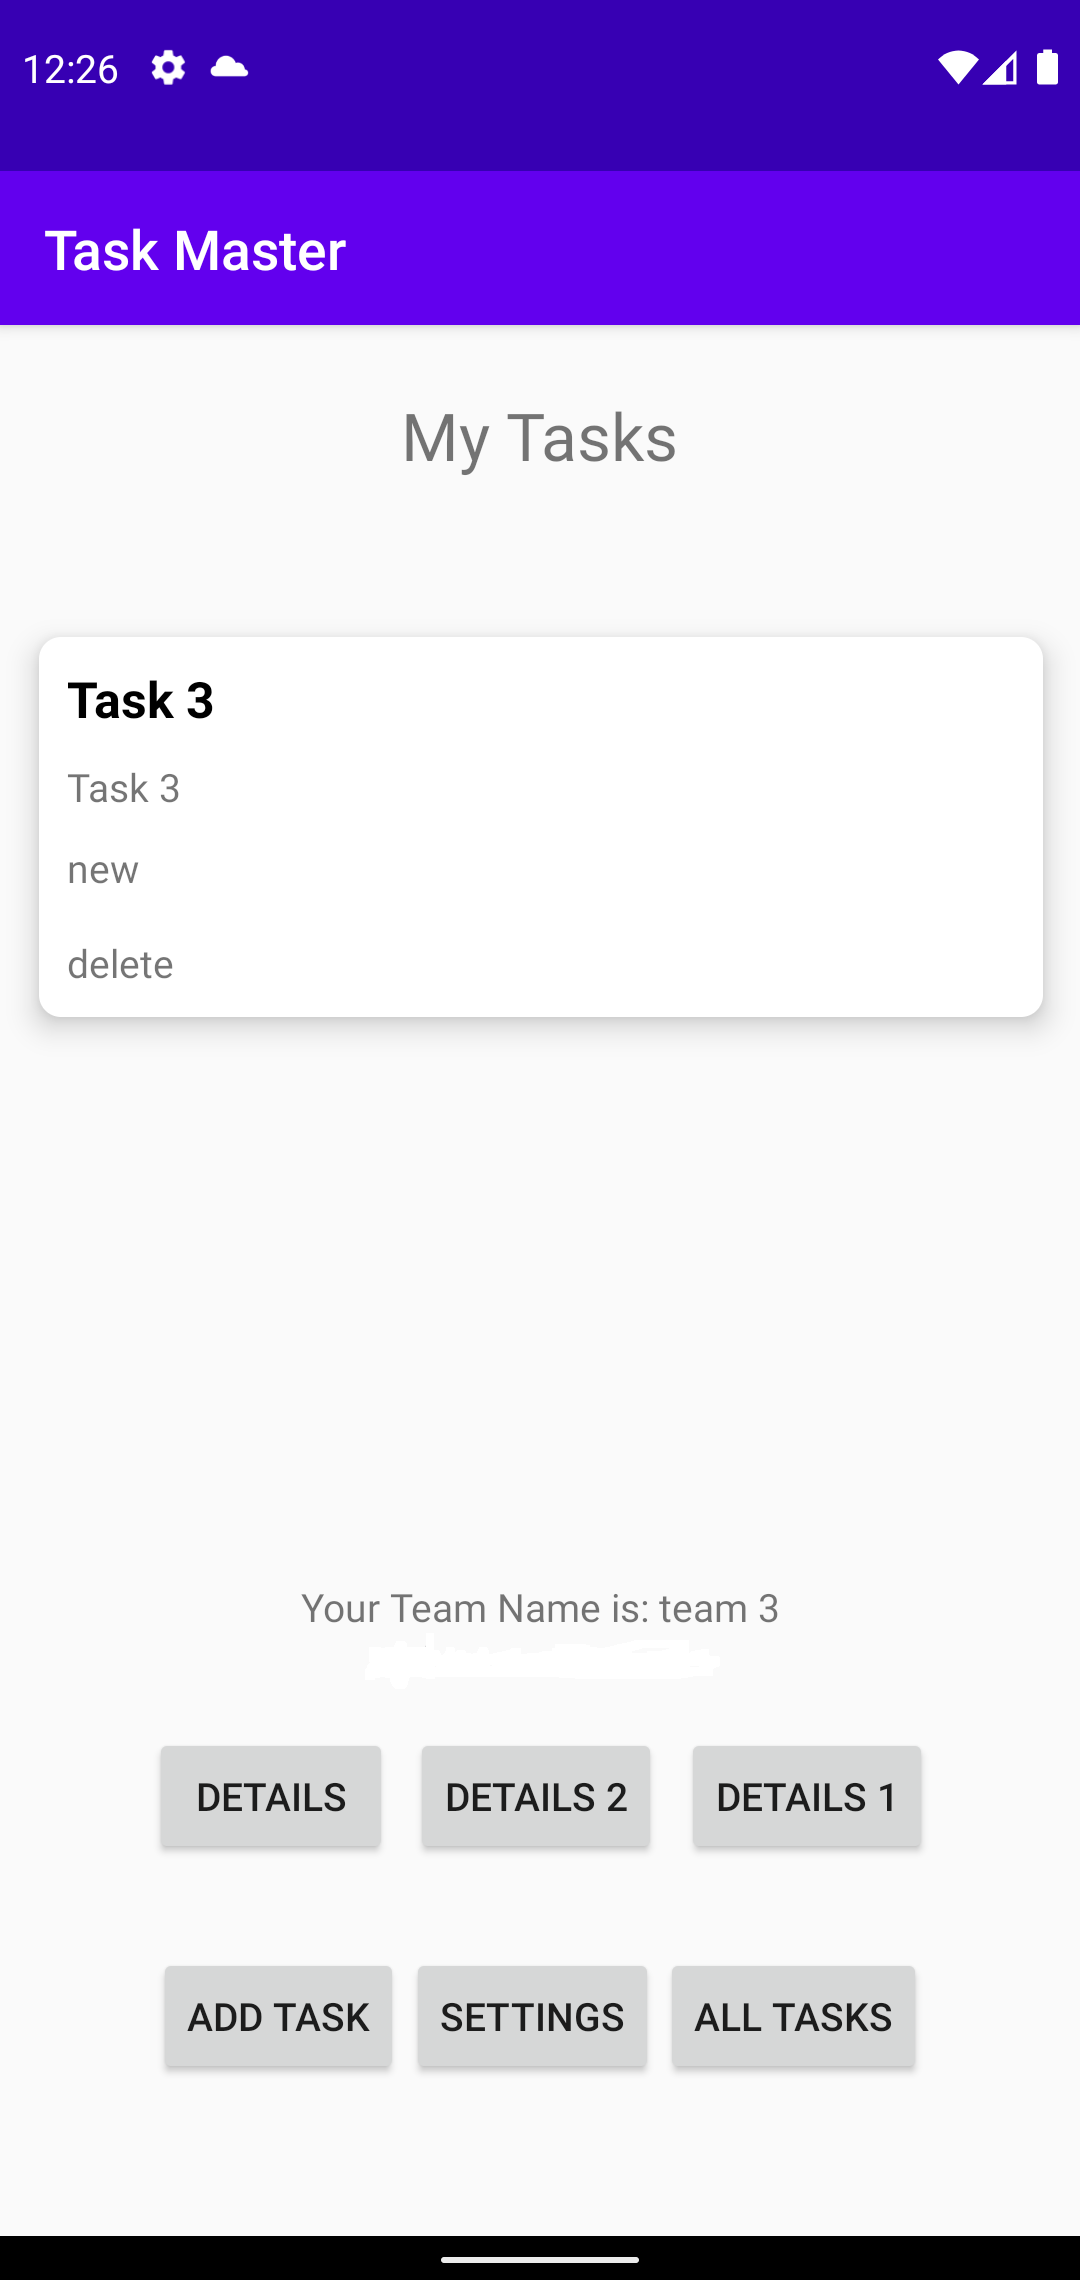 12:26
Task Master
My Tasks
Task 3
Task 3
new
delete
Your Team Name is: team 3
DETAILS DETAILS 2 DETAILS 1
ADD TASK SETTINGS ALL TASKS